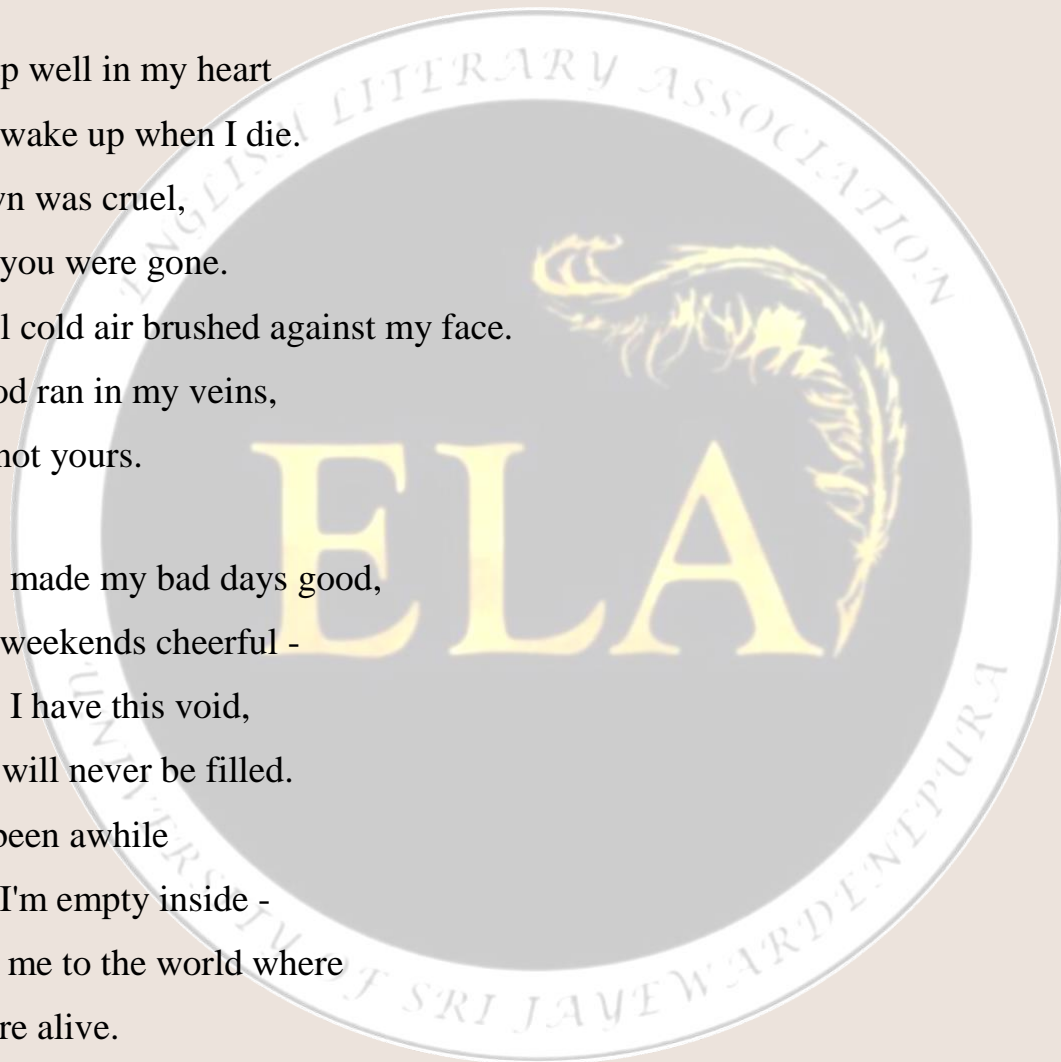 p well in my heart
wake up when I die.
vn was cruel,
you were gone.
l cold air brushed against my face.
od ran in my veins,
not yours.
made my bad days good,
weekends cheerful -
I have this void,
will never be filled.
been awhile
I'm empty inside -
me to the world where
re alive.
ENGLISH LITERARY ASSOCIATION
ELA
UNIVERSITY OF SRI JAYEWARDENEPURA